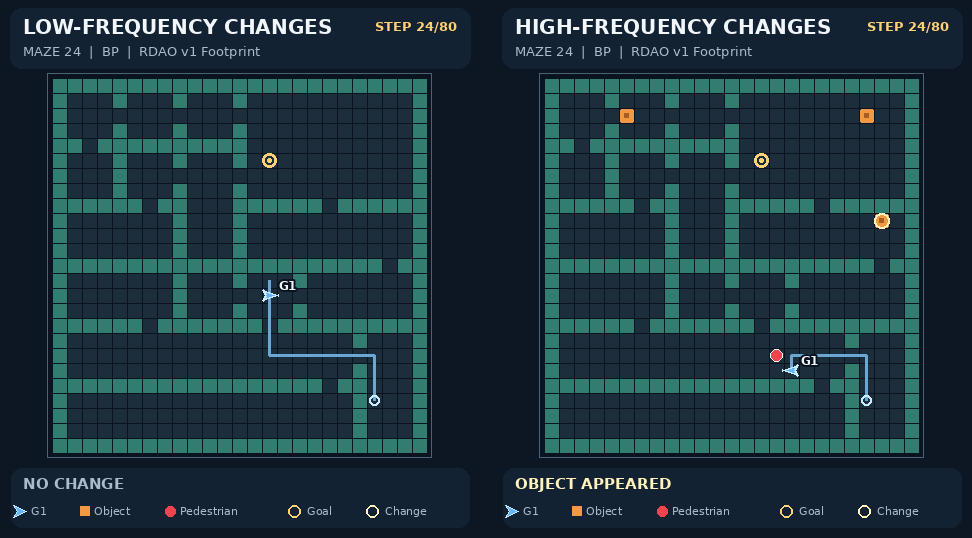 LOW-FREQUENCY CHANGES
STEP 24/80
MAZE 24 | BP | RDAO v1 Footprint
G1
NO CHANGE
G1
Object
Pedestrian
Goal
Change
HIGH-FREQUENCY CHANGES
STEP 24/80
MAZE 24 | BP | RDAO v1 Footprint
G1
OBJECT APPEARED
G1
Object
Pedestrian
Goal
Change